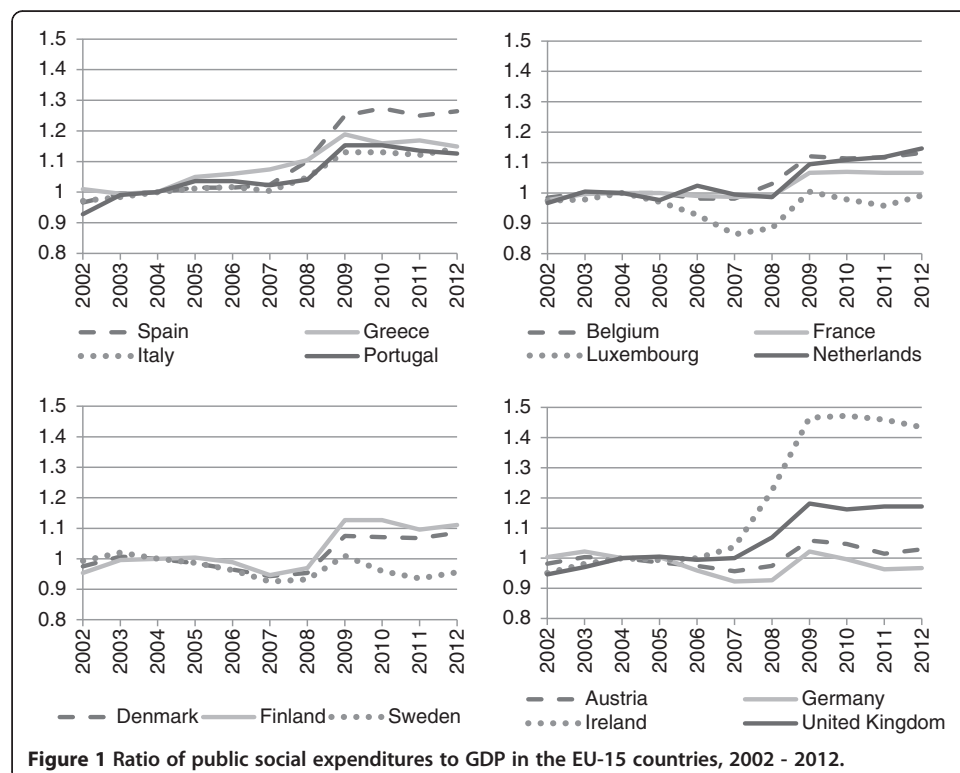 1.5
1.4
1.3
1.2
1.1
1
0.9
0.8
2002 2003 2004 2005 2006 2007 2008 2009 2010 2011 2012
Spain Greece
Italy Portugal
1.5
1.4
1.3
1.2
1.1
1
0.9
0.8
2002 2003 2004 2005 2006 2007 2008 2009 2010 2011 2012
Belgium France
Luxembourg Netherlands
1.5
1.4
1.3
1.2
1.1
1
0.9
0.8
2002 2003 2004 2005 2006 2007 2008 2009 2010 2011 2012
Denmark Finland Sweden
1.5
1.4
1.3
1.2
1.1
1
0.9
0.8
2002 2003 2004 2005 2006 2007 2008 2009 2010 2011 2012
Austria Germany
Ireland United Kingdom
Figure 1 Ratio of public social expenditures to GDP in the EU-15 countries, 2002 - 2012.